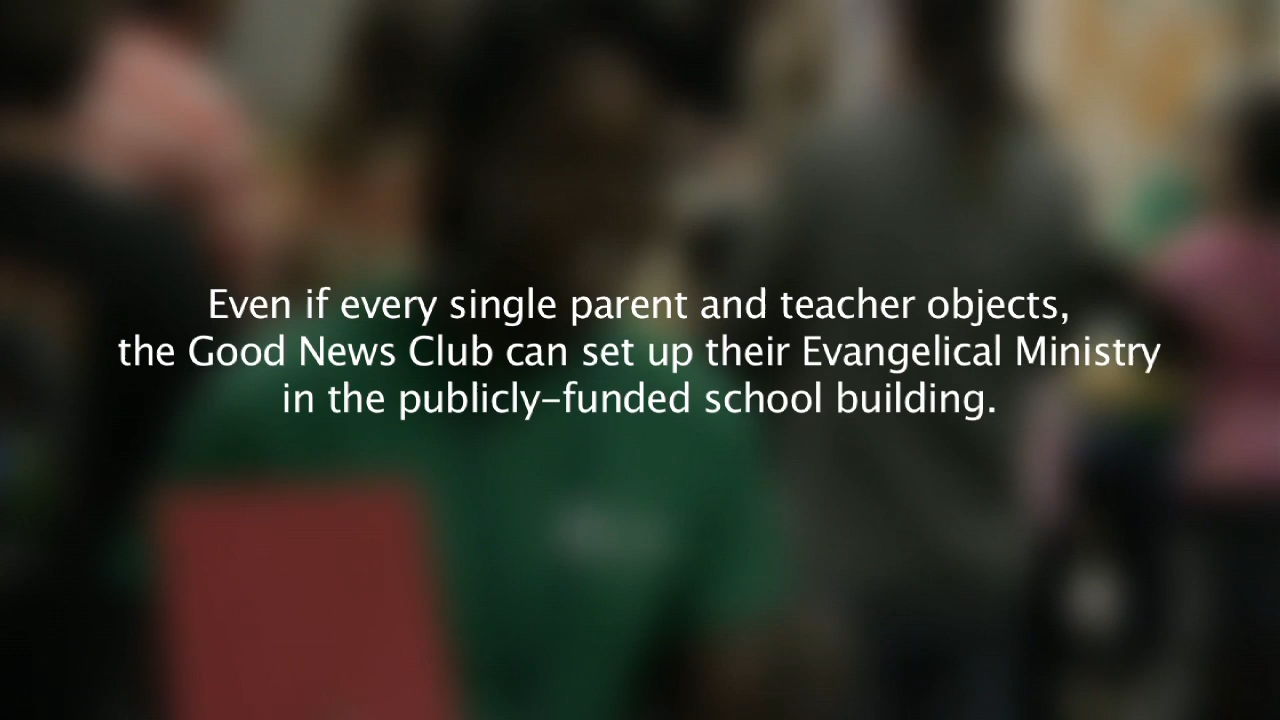 Even if every single parent and teacher objects,
the Good News Club can set up their Evangelical Ministry
in the publicly-funded school building.